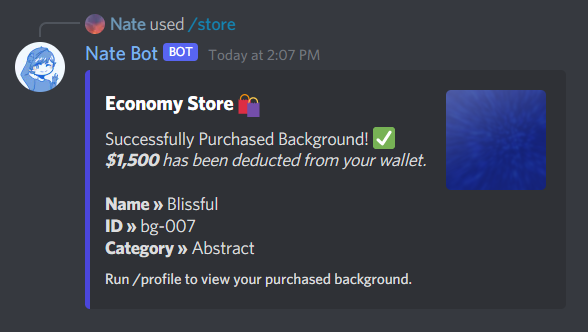 Nate used /store
Nate Bot BOT Today at 2:07 PM
Economy Store
Successfully Purchased Background!
$1,500 has been deducted from your wallet.
Name » Blissful
ID » bg-007
Category » Abstract
Run /profile to view your purchased background.